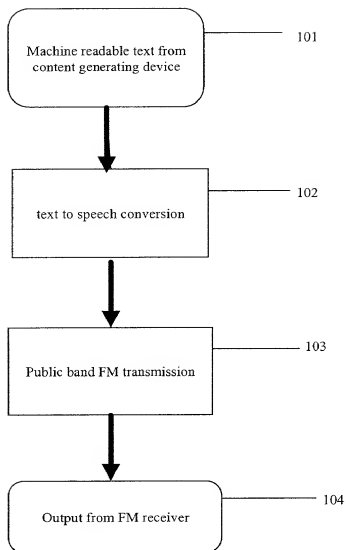 Machine readable text from
content generating device
101
text to speech conversion
102
Public band FM transmission
103
Output from FM receiver
104